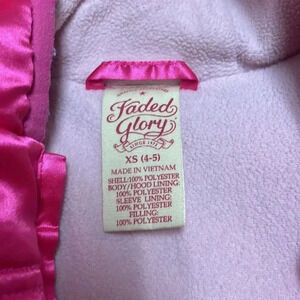 Faded
Glory
SINCE 1972
XS (4-5)
MADE IN VIETNAM
SHELL:100% POLYESTER
BODY/HOOD LINING:
100% POLYESTER
SLEEVE LINING:
100% POLYESTER
FILLING:
100% POLYESTER